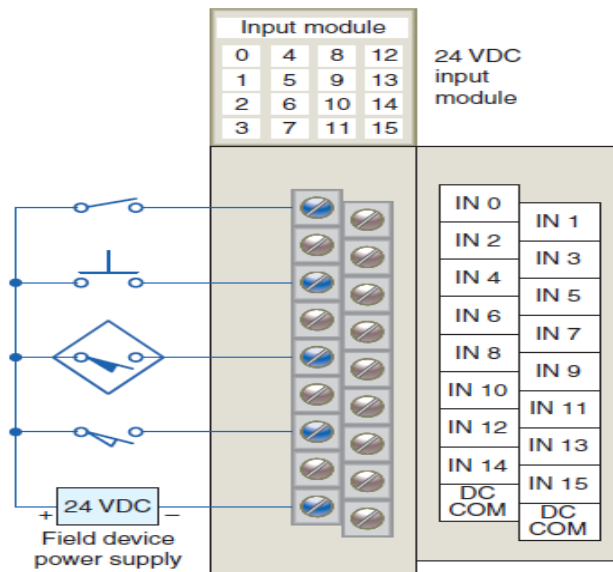 Input module
0 4 8 12
1 5 9 13
2 6 10 14
3 7 11 15
24 VDC
input
module
IN 0
IN 1
IN 2
IN 3
IN 4
IN 5
IN 6
IN 7
IN 8
IN 9
IN 10
IN 11
IN 12
IN 13
IN 14
IN 15
DC
COM
DC
COM
+ 24 VDC –
Field device
power supply